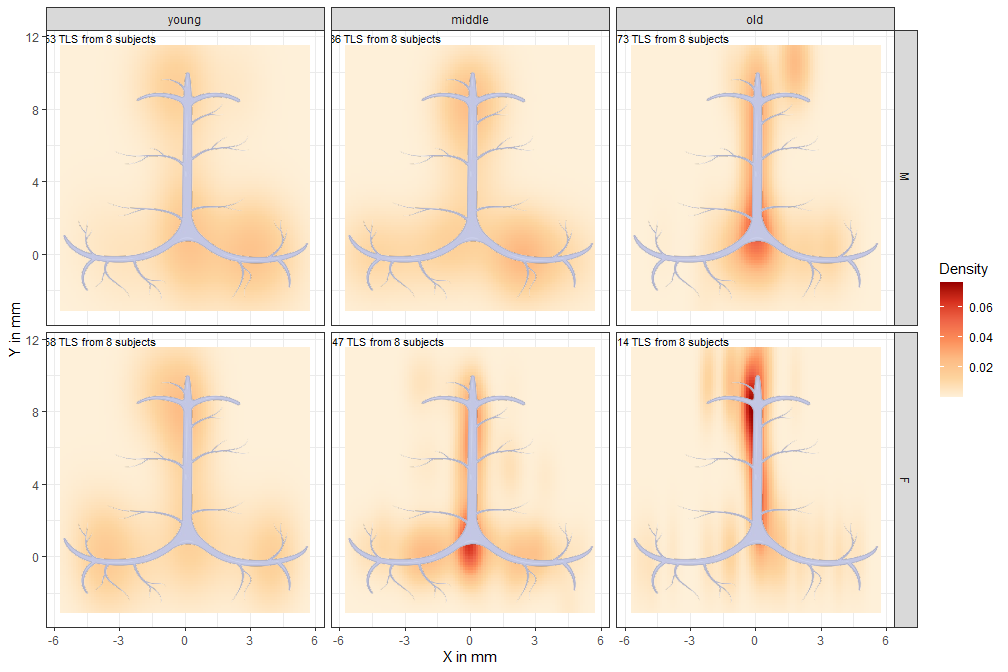 young
middle
old
12
TLS from 8 subjects
TLS from 8 subjects
73 TLS from 8 subjects
8
4
0
M
12
TLS from 8 subjects
47 TLS from 8 subjects
14 TLS from 8 subjects
8
4
0
F
Y in mm
-6 -3 0 3 6
-6 -3 0 3 6
-6 -3 0 3 6
X in mm
Density
0.06
0.04
0.02